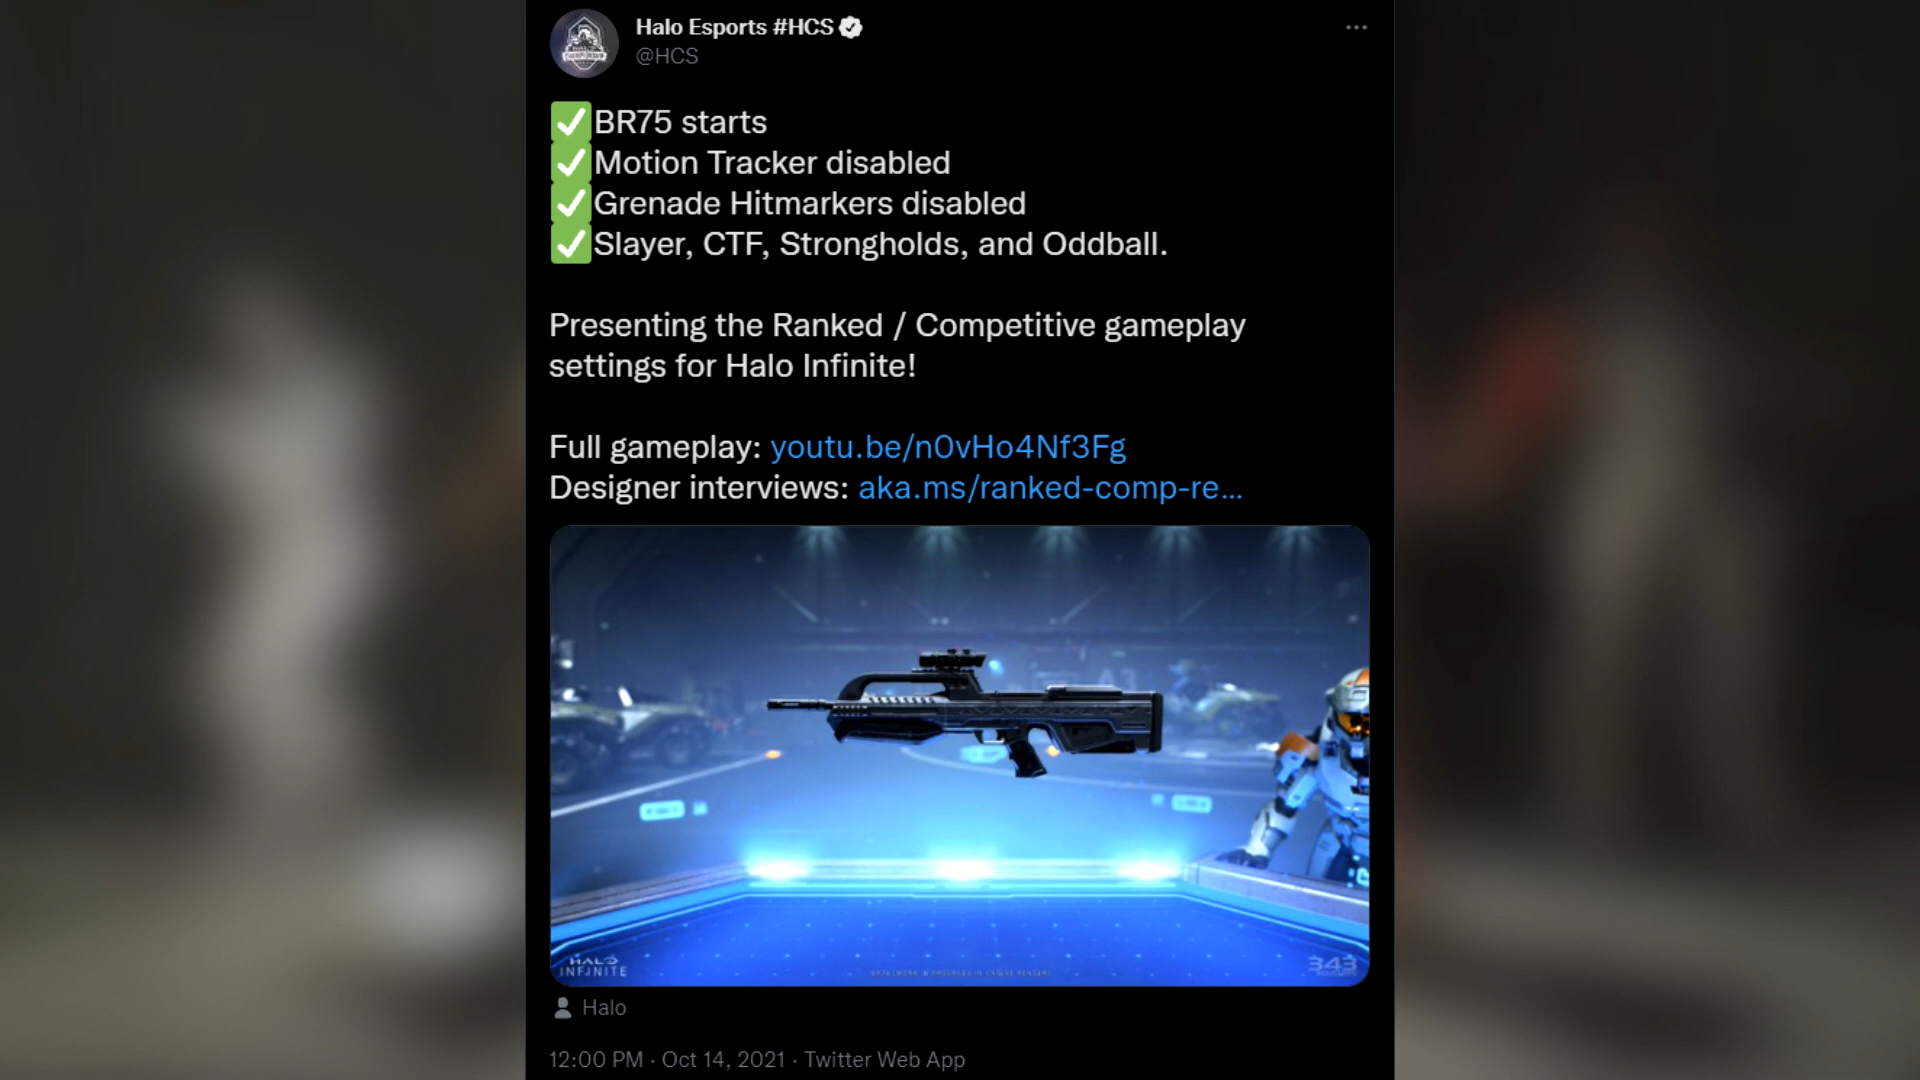 Halo Esports #HCS
@HCS
✅BR75 starts
✅Motion Tracker disabled
✅Grenade Hitmarkers disabled
✅Slayer, CTF, Strongholds, and Oddball.
Presenting the Ranked / Competitive gameplay
settings for Halo Infinite!
Full gameplay: youtu.be/n0vHo4Nf3Fg
Designer interviews: aka.ms/ranked-comp-re…
A3
HALO
INFINITE
343
INDUSTRIES
Halo
12:00 PM · Oct 14, 2021 · Twitter Web App